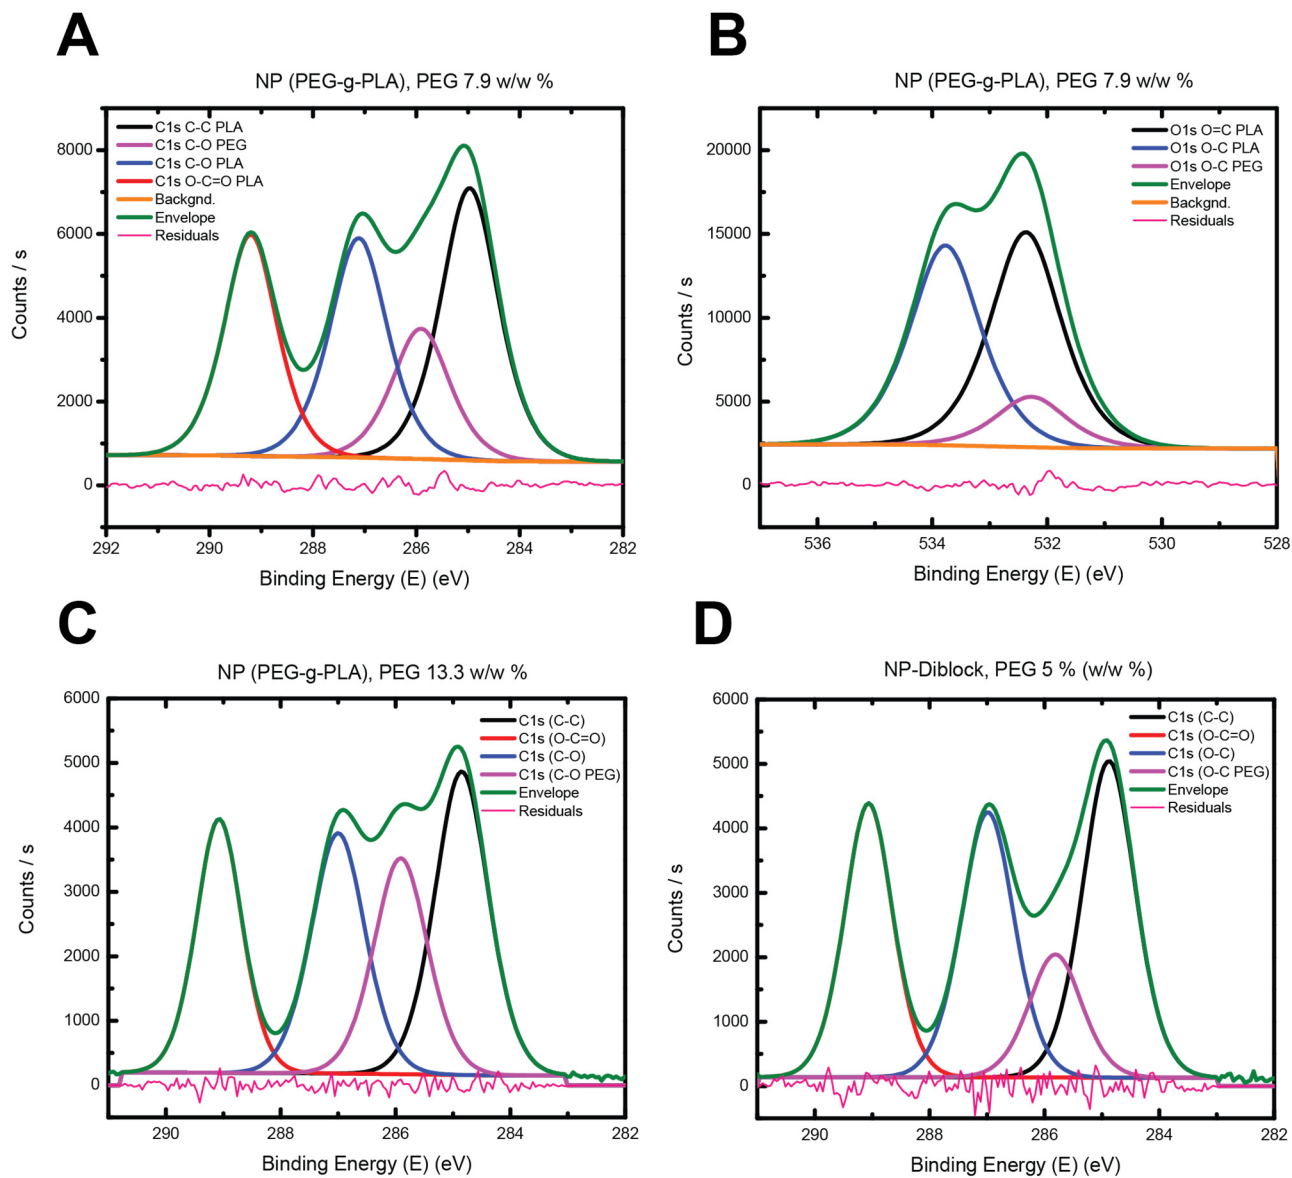 A
NP (PEG-g-PLA), PEG 7.9 w/w %
C1s C-C PLA
C1s C-O PEG
C1s C-O PLA
C1s O-C=O PLA
Backgnd.
Envelope
Residuals
8000
6000
4000
2000
0
Counts / s
292
290
288
286
284
282
Binding Energy (E) (eV)
B
NP (PEG-g-PLA), PEG 7.9 w/w %
O1s O=C PLA
O1s O-C PLA
O1s O-C PEG
Envelope
Backgnd.
Residuals
20000
15000
10000
5000
0
Counts / s
536
534
532
530
528
Binding Energy (E) (eV)
C
NP (PEG-g-PLA), PEG 13.3 w/w %
C1s (C-C)
C1s (O-C=O)
C1s (C-O)
C1s (C-O PEG)
Envelope
Residuals
6000
5000
4000
3000
2000
1000
0
Counts / s
290
288
286
284
282
Binding Energy (E) (eV)
D
NP-Diblock, PEG 5 % (w/w %)
C1s (C-C)
C1s (O-C=O)
C1s (O-C)
C1s (O-C PEG)
Envelope
Residuals
6000
5000
4000
3000
2000
1000
0
Counts / s
290
288
286
284
282
Binding Energy (E) (eV)